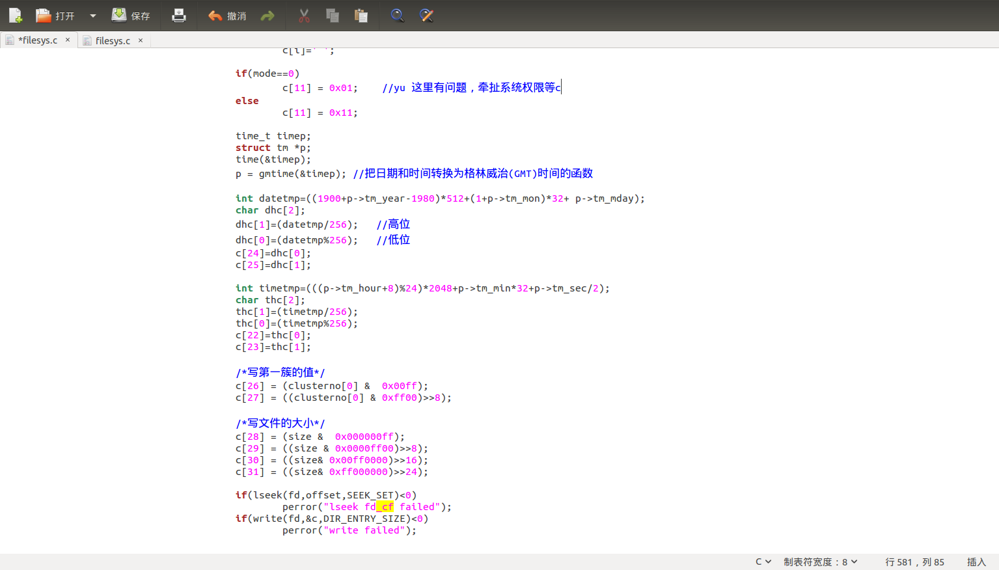 打开 保存 撤消
*filesys.c × filesys.c ×
c[i]=' ';
if(mode==0)
c[11] = 0x01; //yu 这里有问题，牵扯系统权限等c
else
c[11] = 0x11;
time_t timep;
struct tm *p;
time(&timep);
p = gmtime(&timep); //把日期和时间转换为格林威治(GMT)时间的函数
int datetmp=((1900+p->tm_year-1980)*512+(1+p->tm_mon)*32+ p->tm_mday);
char dhc[2];
dhc[1]=(datetmp/256); //高位
dhc[0]=(datetmp%256); //低位
c[24]=dhc[0];
c[25]=dhc[1];
int timetmp=(((p->tm_hour+8)%24)*2048+p->tm_min*32+p->tm_sec/2);
char thc[2];
thc[1]=(timetmp/256);
thc[0]=(timetmp%256);
c[22]=thc[0];
c[23]=thc[1];
/*写第一簇的值*/
c[26] = (clusterno[0] & 0x00ff);
c[27] = ((clusterno[0] & 0xff00)>>8);
/*写文件的大小*/
c[28] = (size & 0x000000ff);
c[29] = ((size & 0x0000ff00)>>8);
c[30] = ((size& 0x00ff0000)>>16);
c[31] = ((size& 0xff000000)>>24);
if(lseek(fd,offset,SEEK_SET)<0)
perror("lseek fd_cf failed");
if(write(fd,&c,DIR_ENTRY_SIZE)<0)
perror("write failed");
C 制表符宽度：8 行 581，列 85 插入